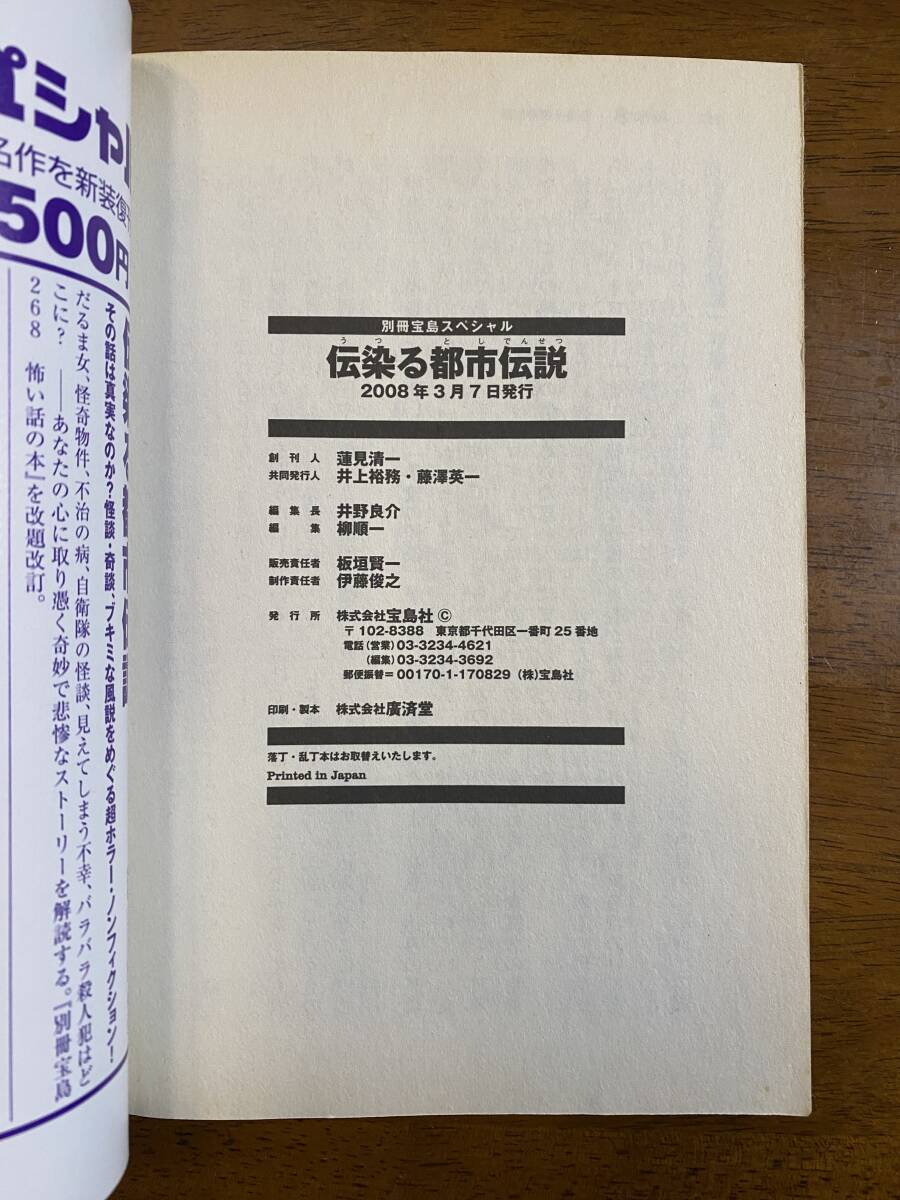 別冊宝島スペシャル
うつ とし でんせつ
伝染る都市伝説
2008年3月7日発行
創刊人 蓮見清一
共同発行人 井上裕務・藤澤英一
編集長 井野良介
編集 柳順一
販売責任者 板垣賢一
制作責任者 伊藤俊之
発行所 株式会社宝島社 ©
〒102-8388 東京都千代田区一番町25番地
電話(営業)03-3234-4621
(編集)03-3234-3692
郵便振替=00170-1-170829(株)宝島社
印刷・製本 株式会社廣済堂
落丁・乱丁本はお取替えいたします。
Printed in Japan
ペシャル
名作を新装復
500円
その話は真実なのか?怪談・奇談、ブキミな風説をめぐる超ホラー・ノンフィクション!
だるま女、怪奇物件、不治の病、自衛隊の怪談、見えてしまう不幸、バラバラ殺人犯はど
こに? ――あなたの心に取り憑く奇妙で悲惨なストーリーを解読する。『別冊宝島
268 怖い話の本』を改題改訂。